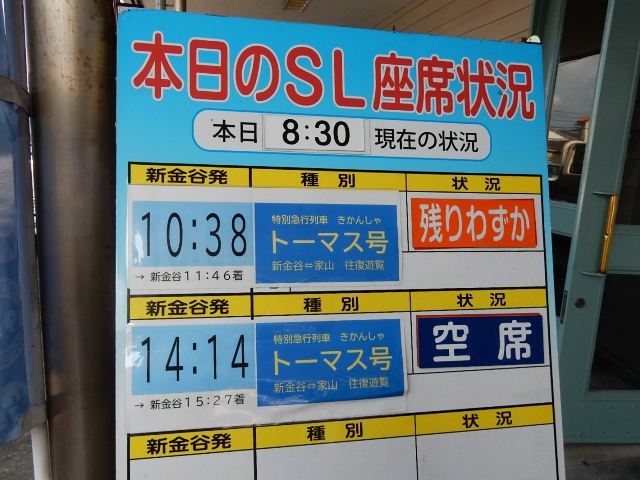 本日のSL座席状況
本日 8:30 現在の状況
新金谷発 種別 状況
10:38 特別急行列車 きかんしゃ 残りわずか
トーマス号
新金谷⇔家山 往復遊覧
→ 新金谷11:46着
新金谷発 種別 状況
14:14 特別急行列車 きかんしゃ 空席
トーマス号
新金谷⇔家山 往復遊覧
→ 新金谷15:27着
新金谷発 種別 状況